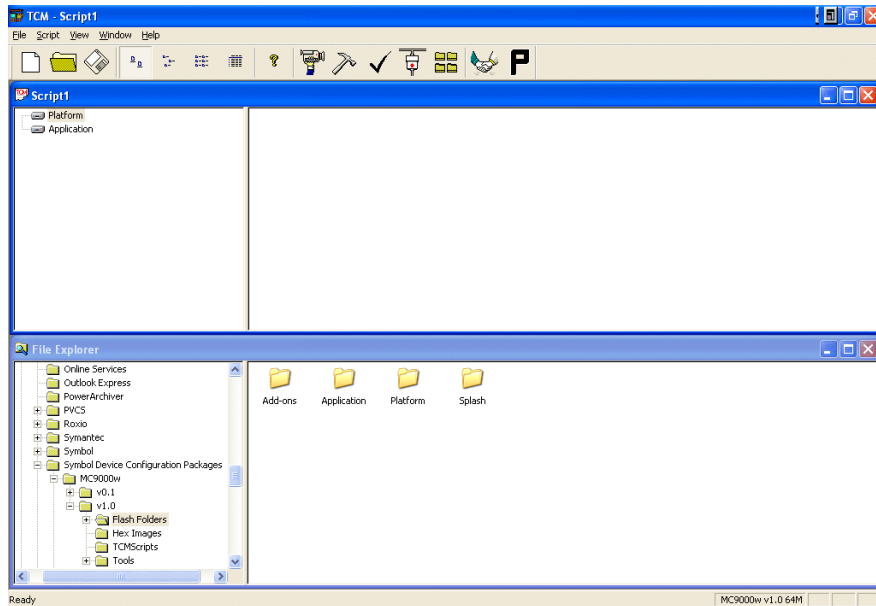 TCM - Script1
File Script View Window Help
Script1
Platform
Application
File Explorer
Online Services
Outlook Express
PowerArchiver
PVCS
Roxio
Symantec
Symbol
Symbol Device Configuration Packages
MC9000w
v0.1
v1.0
Flash Folders
Hex Images
TCMScripts
Tools
Add-ons
Application
Platform
Splash
Ready
MC9000w v1.0 64M